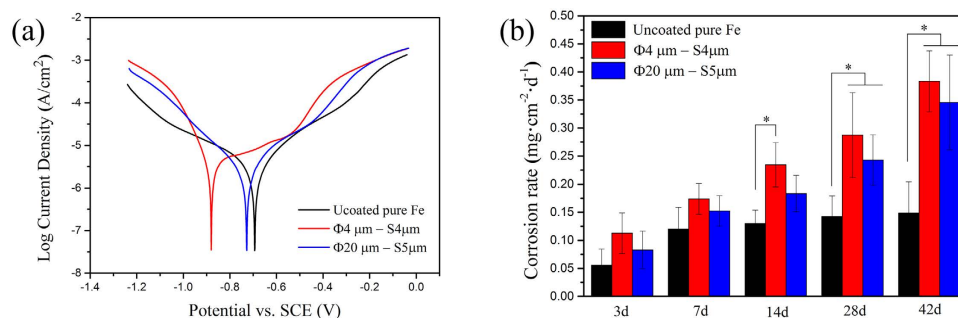 (a)
-2
-3
-4
-5
-6
-7
-8
Log Current Density (A/cm²)
Ucoated pure Fe
Φ4 μm – S4μm
Φ20 μm – S5μm
-1.4 -1.2 -1.0 -0.8 -0.6 -0.4 -0.2 0.0
Potential vs. SCE (V)
(b)
0.50
0.45
0.40
0.35
0.30
0.25
0.20
0.15
0.10
0.05
0.00
Corrosion rate (mg·cm⁻²·d⁻¹)
Uncoated pure Fe
Φ4 μm – S4μm
Φ20 μm – S5μm
*
*
*
3d 7d 14d 28d 42d